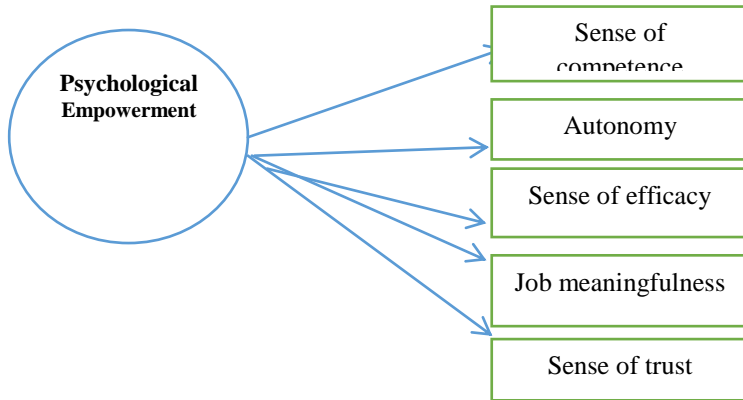 Psychological
Empowerment
Sense of
competence
Autonomy
Sense of efficacy
Job meaningfulness
Sense of trust